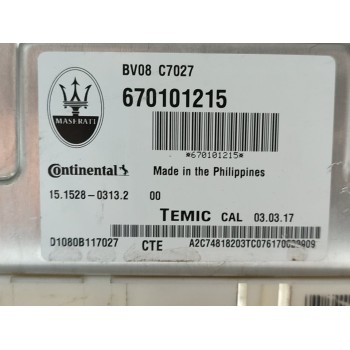 BV08 C7027
670101215
MASERATI
*670101215*
Continental
Made in the Philippines
15.1528-0313.2 00
TEMIC CAL 03.03.17
D1080B117027 CTE